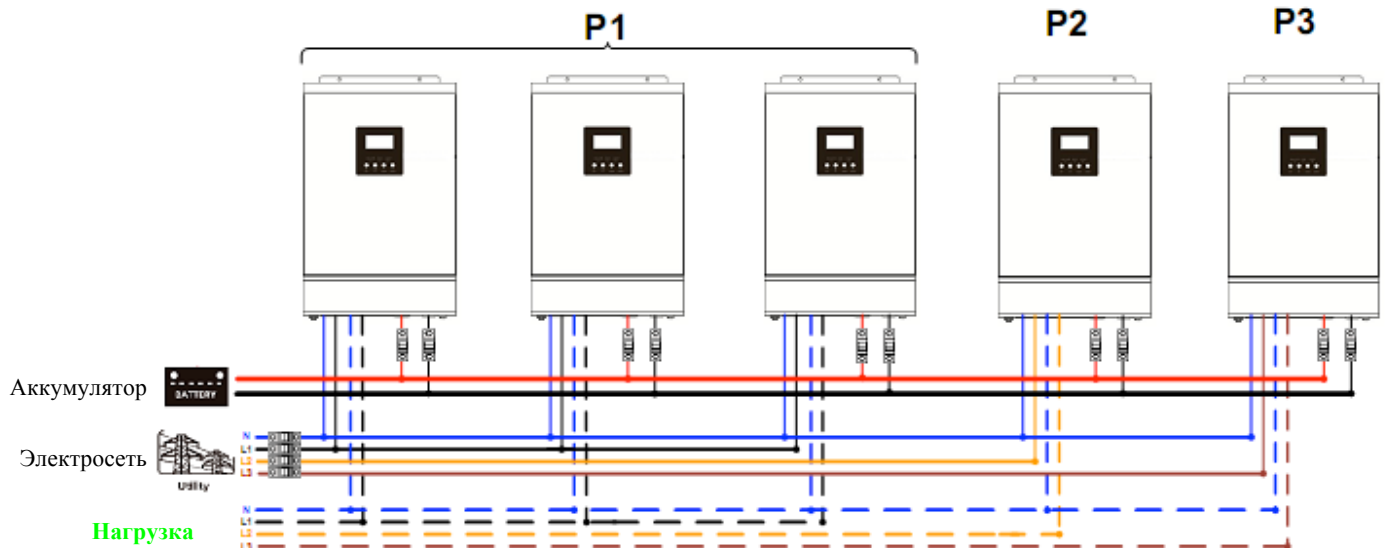 P1
P2
P3
Аккумулятор
BATTERY
Электросеть
Utility
N
L1
L2
L3
Нагрузка
N
L1
L2
L3